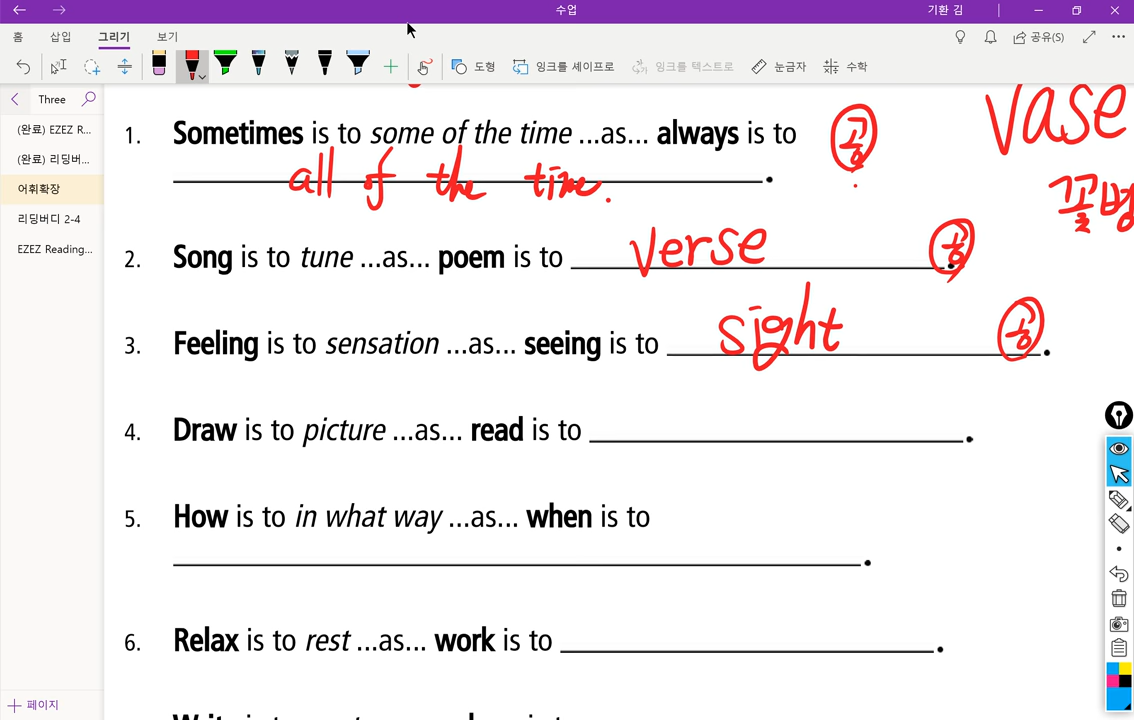 수업
기환 김
홈 삽입 그리기 보기
공유(S)
도형 잉크를 셰이프로 잉크를 텍스트로 눈금자 수학
Three
(완료) EZEZ R...
(완료) 리딩버...
어휘확장
리딩버디 2-4
EZEZ Reading...
페이지
vase
꽃병
1. Sometimes is to some of the time ...as... always is to
all of the time.
2. Song is to tune ...as... poem is to verse
3. Feeling is to sensation ...as... seeing is to sight .
4. Draw is to picture ...as... read is to .
5. How is to in what way ...as... when is to
.
6. Relax is to rest ...as... work is to .